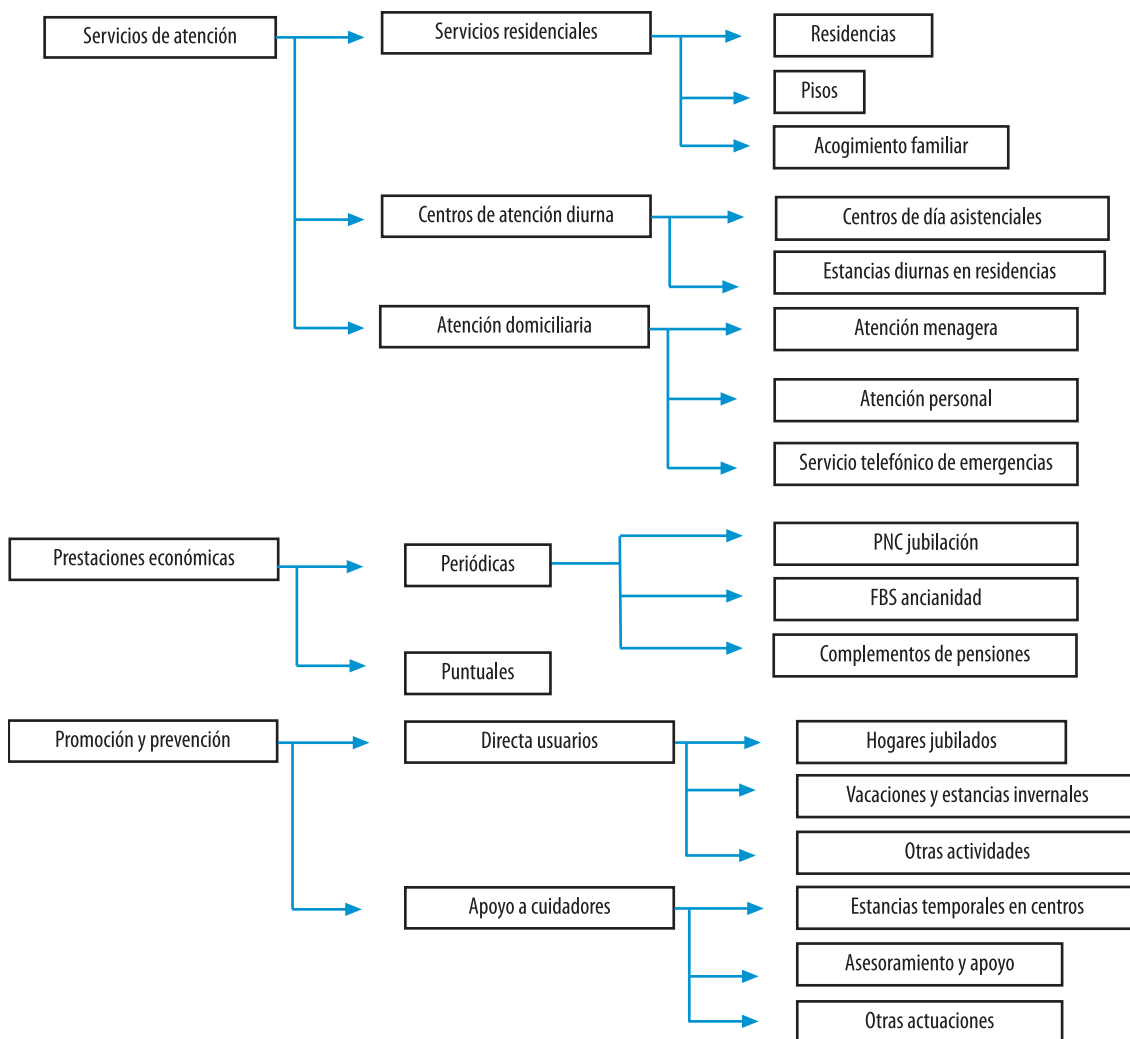 Servicios de atención
Servicios residenciales
Residencias
Pisos
Acogimiento familiar
Centros de atención diurna
Centros de día asistenciales
Estancias diurnas en residencias
Atención domiciliaria
Atención menagera
Atención personal
Servicio telefónico de emergencias
Prestaciones económicas
Periódicas
PNC jubilación
FBS ancianidad
Complementos de pensiones
Puntuales
Promoción y prevención
Directa usuarios
Hogares jubilados
Vacaciones y estancias invernales
Otras actividades
Apoyo a cuidadores
Estancias temporales en centros
Asesoramiento y apoyo
Otras actuaciones